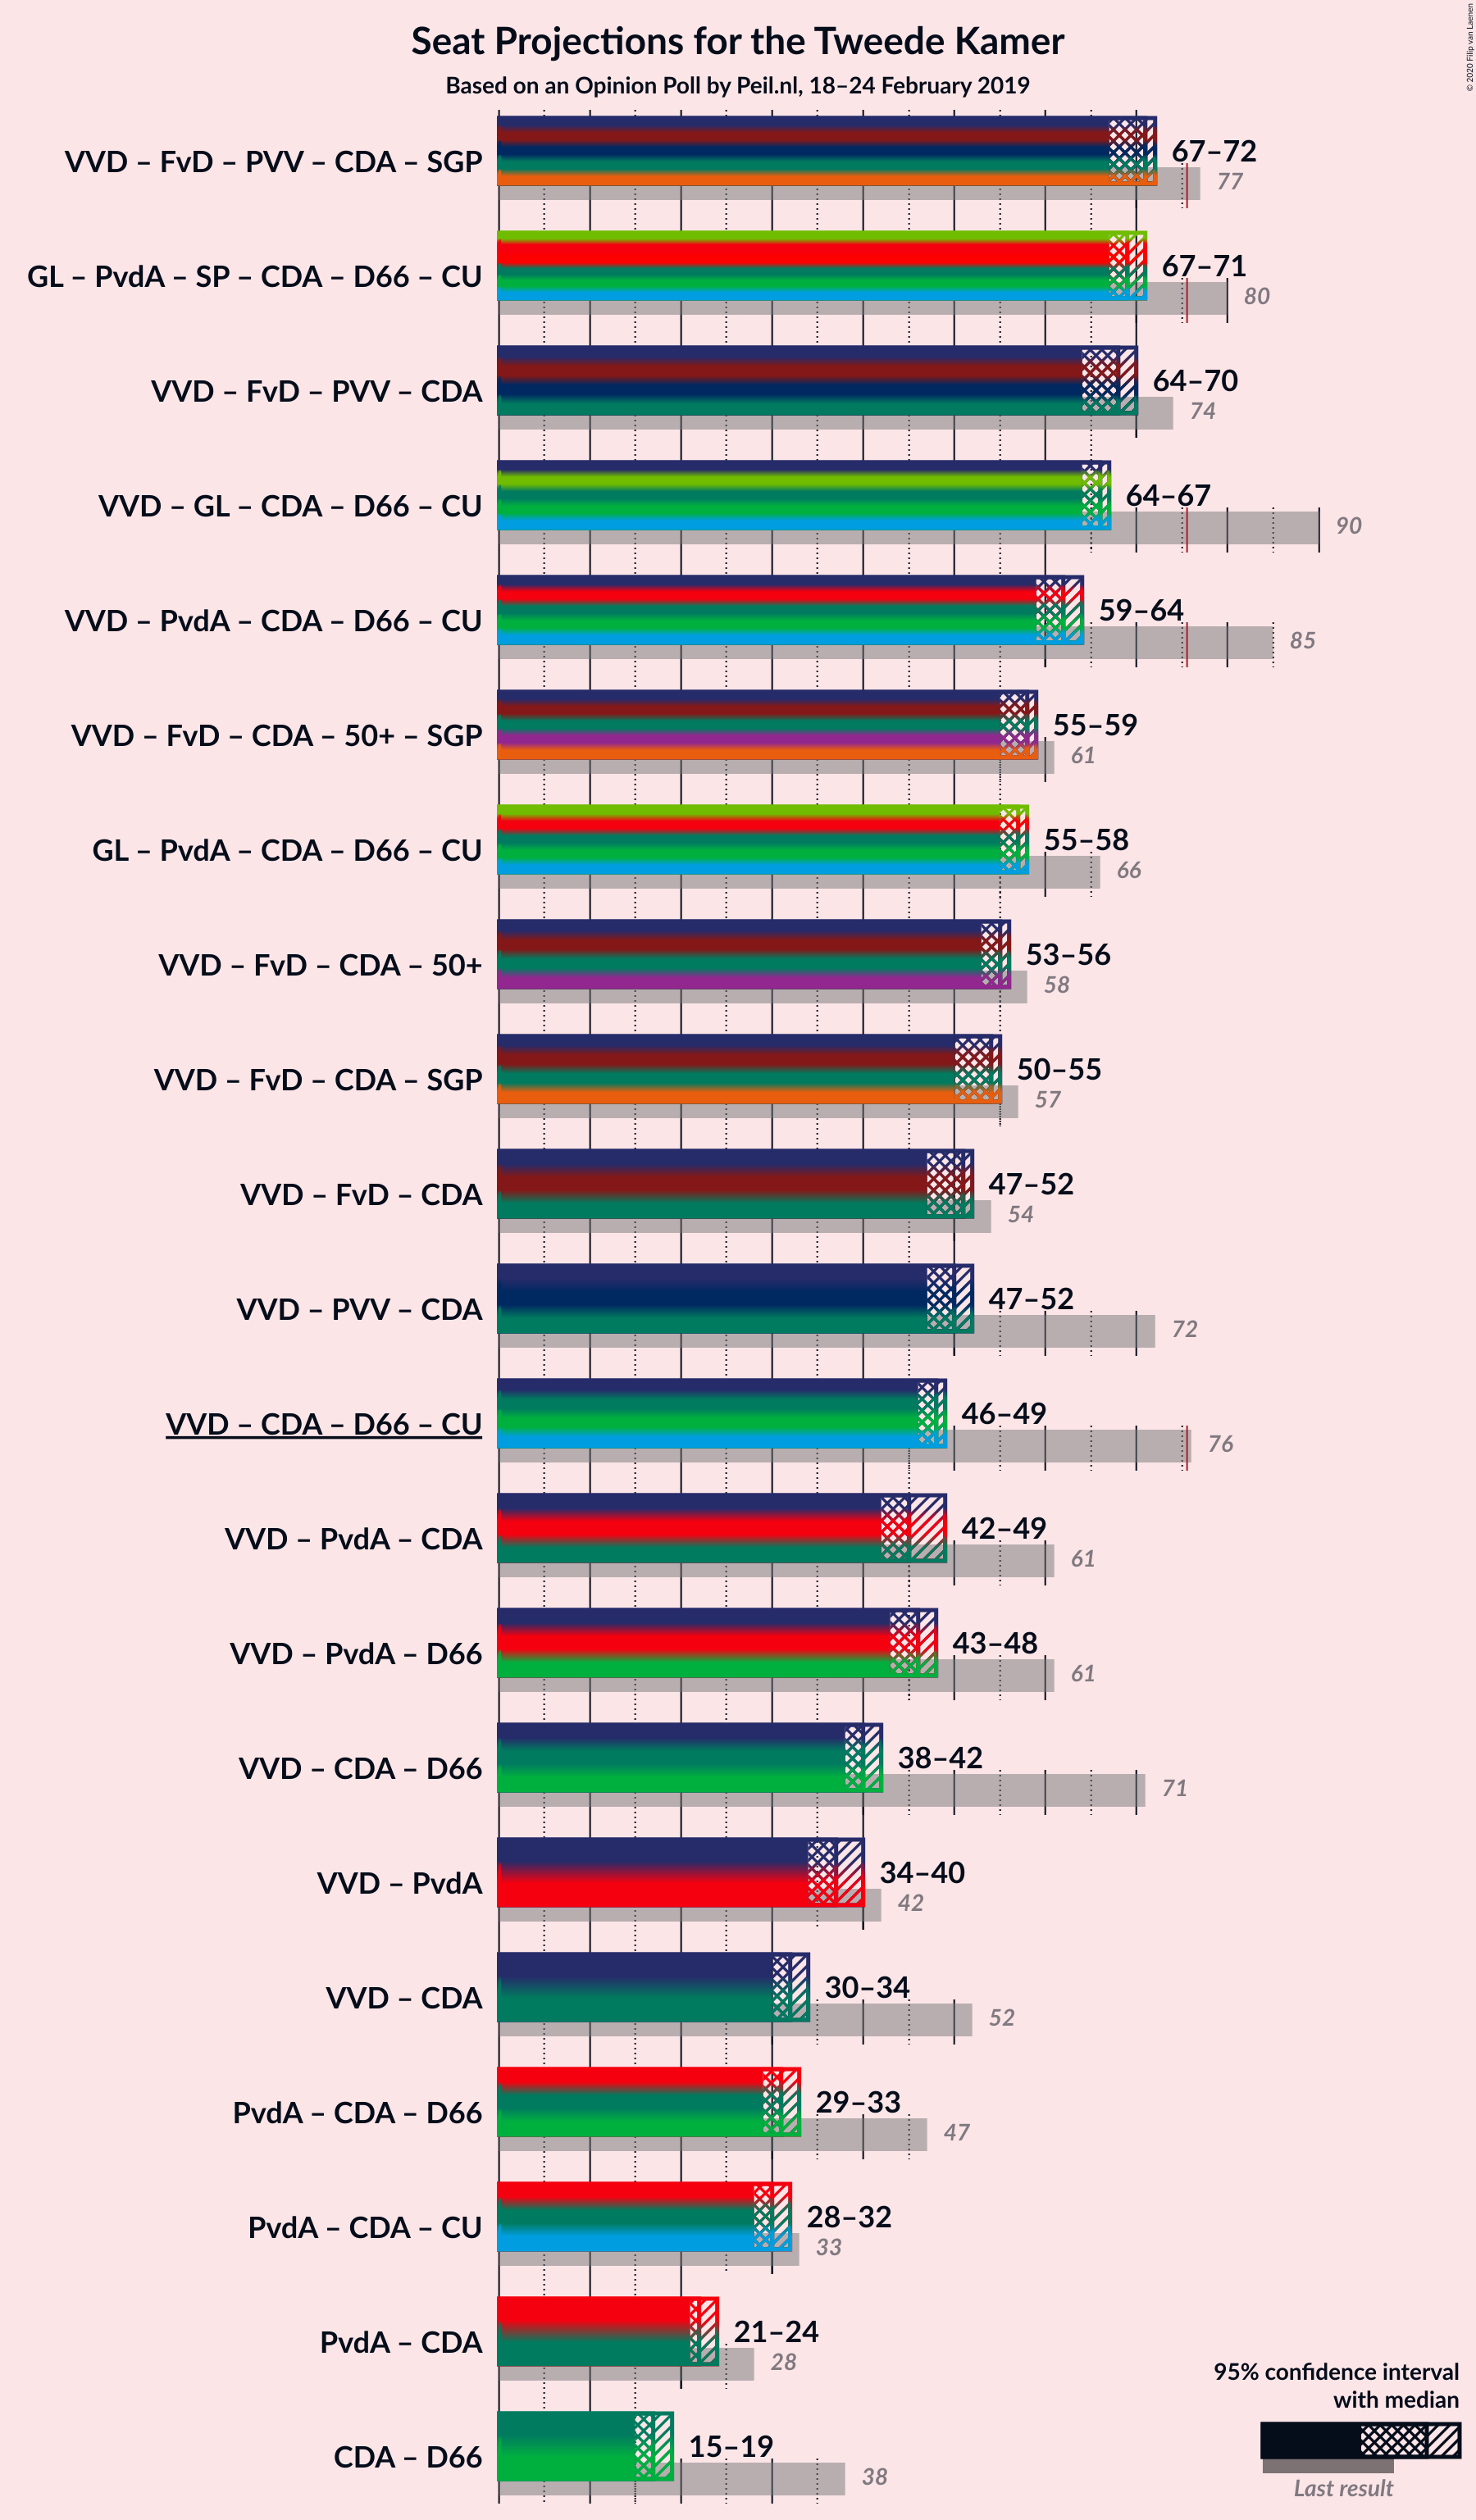 Seat Projections for the Tweede Kamer
Based on an Opinion Poll by Peil.nl, 18–24 February 2019
© 2020 Filip van Laenen
VVD – FvD – PVV – CDA – SGP
67–72
77
GL – PvdA – SP – CDA – D66 – CU
67–71
80
VVD – FvD – PVV – CDA
64–70
74
VVD – GL – CDA – D66 – CU
64–67
90
VVD – PvdA – CDA – D66 – CU
59–64
85
VVD – FvD – CDA – 50+ – SGP
55–59
61
GL – PvdA – CDA – D66 – CU
55–58
66
VVD – FvD – CDA – 50+
53–56
58
VVD – FvD – CDA – SGP
50–55
57
VVD – FvD – CDA
47–52
54
VVD – PVV – CDA
47–52
72
VVD – CDA – D66 – CU
46–49
76
VVD – PvdA – CDA
42–49
61
VVD – PvdA – D66
43–48
61
VVD – CDA – D66
38–42
71
VVD – PvdA
34–40
42
VVD – CDA
30–34
52
PvdA – CDA – D66
29–33
47
PvdA – CDA – CU
28–32
33
PvdA – CDA
21–24
28
CDA – D66
15–19
38
95% confidence interval
with median
Last result